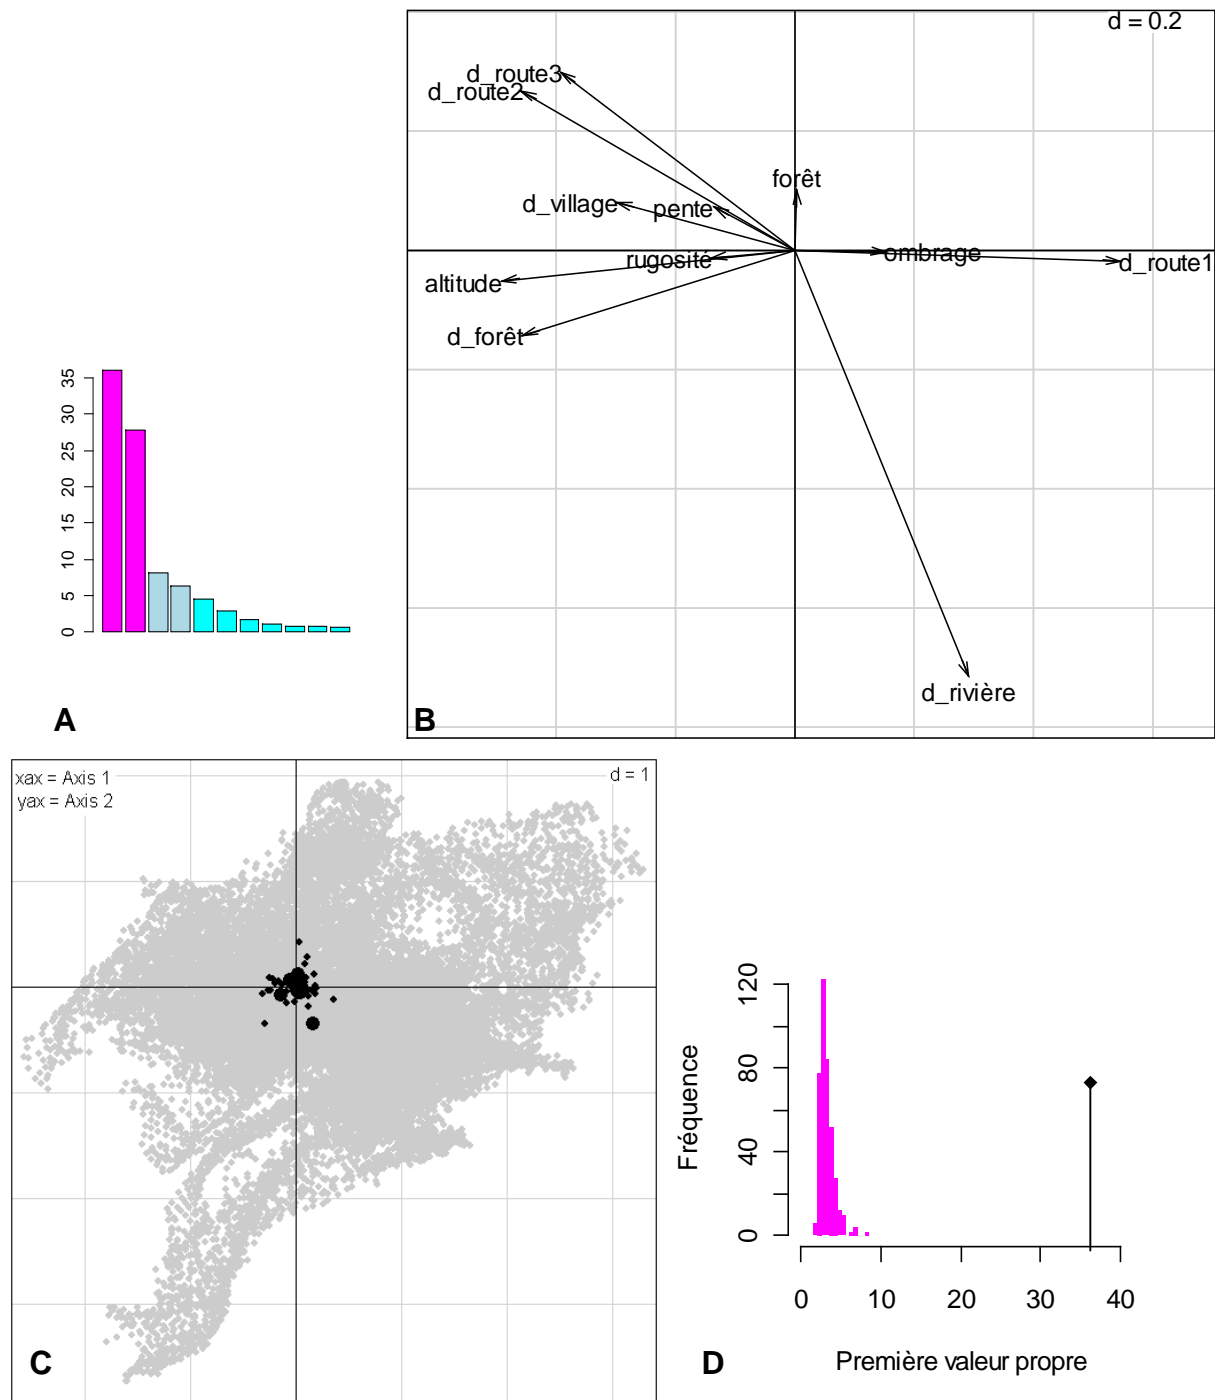 d = 0.2
d_route3
d_route2
forêt
d_village
pente
rugosité
ombrage
d_route1
altitude
d_forêt
d_rivière
35
30
25
20
15
10
5
0
A
B
xax = Axis 1
yax = Axis 2
d = 1
C
120
80
40
0
Fréquence
0 10 20 30 40
D
Première valeur propre